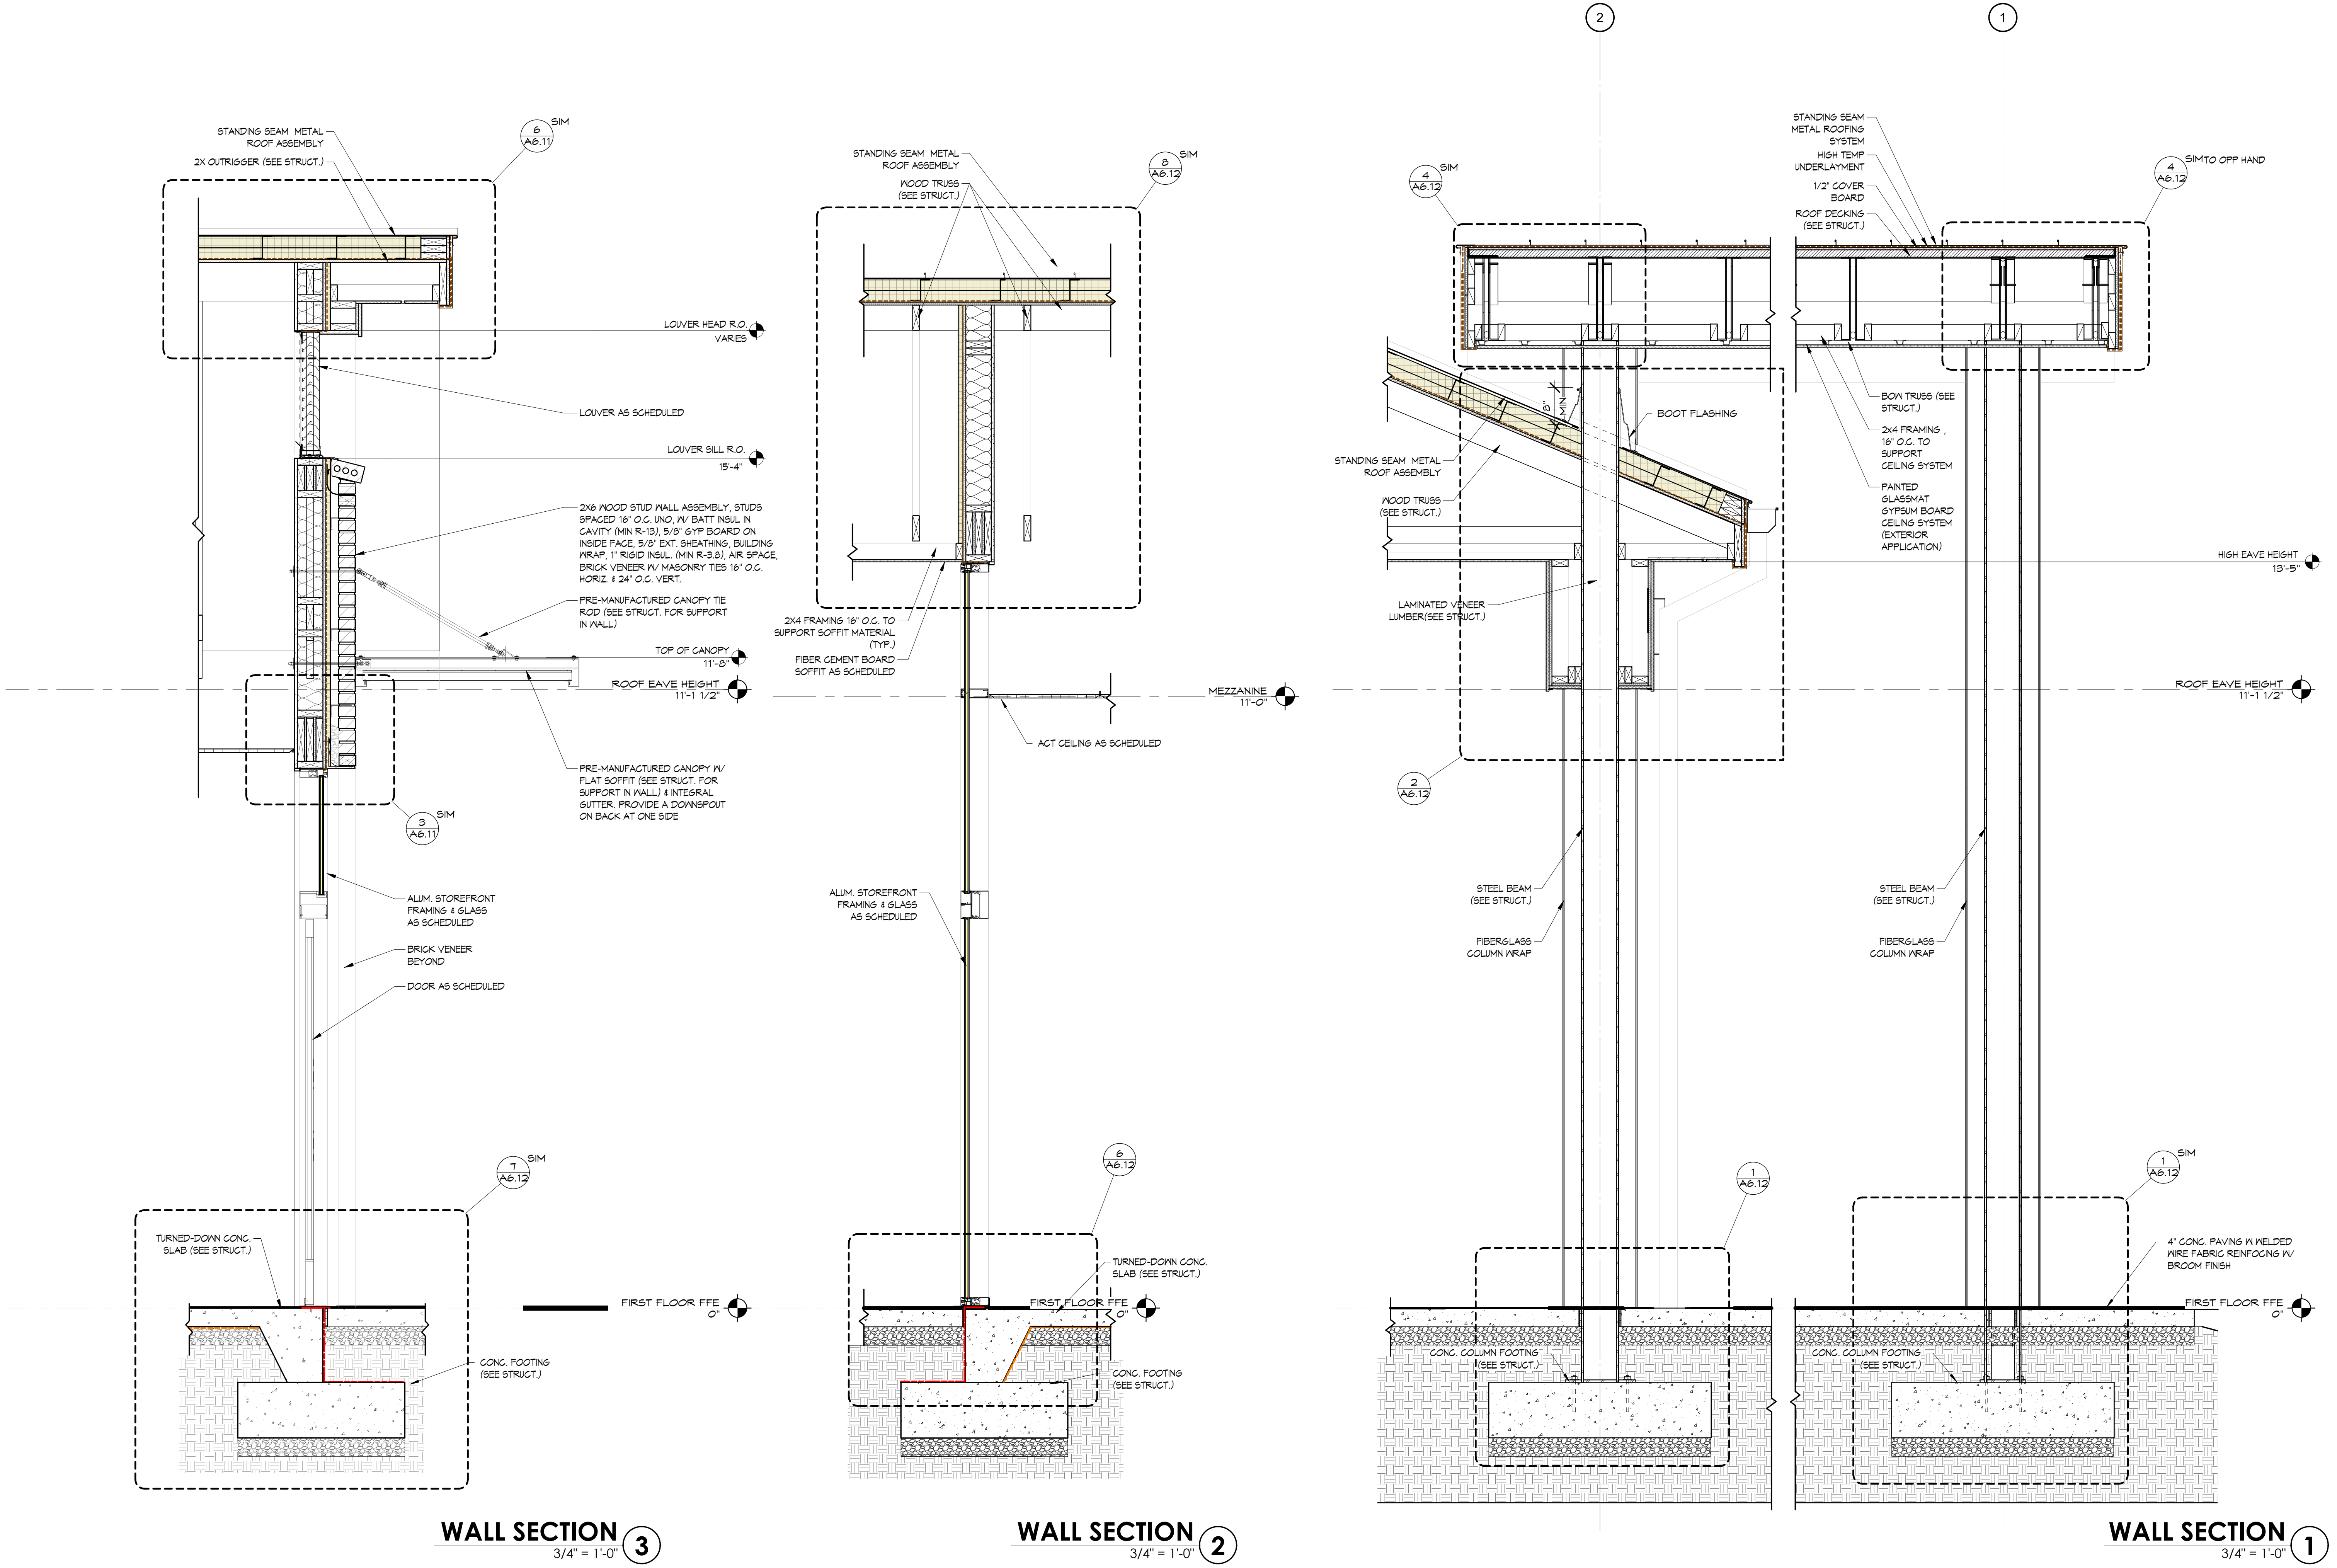 STANDING SEAM METAL
ROOF ASSEMBLY
2X OUTRIGGER (SEE STRUCT.)
6
A6.11
SIM
LOUVER HEAD R.O.
VARIES
LOUVER AS SCHEDULED
LOUVER SILL R.O.
15'-4"
2X6 WOOD STUD WALL ASSEMBLY, STUDS
SPACED 16" O.C. UNO, W/ BATT INSUL IN
CAVITY (MIN R-13), 5/8" GYP BOARD ON
INSIDE FACE, 5/8" EXT. SHEATHING, BUILDING
WRAP, 1" RIGID INSUL. (MIN R-3.8), AIR SPACE,
BRICK VENEER W/ MASONRY TIES 16" O.C.
HORIZ. & 24" O.C. VERT.
PRE-MANUFACTURED CANOPY TIE
ROD (SEE STRUCT. FOR SUPPORT
IN WALL)
TOP OF CANOPY
11'-8"
ROOF EAVE HEIGHT
11'-1 1/2"
PRE-MANUFACTURED CANOPY W/
FLAT SOFFIT (SEE STRUCT. FOR
SUPPORT IN WALL) & INTEGRAL
GUTTER. PROVIDE A DOWNSPOUT
ON BACK AT ONE SIDE
3
A6.11
SIM
ALUM. STOREFRONT
FRAMING & GLASS
AS SCHEDULED
BRICK VENEER
BEYOND
DOOR AS SCHEDULED
7
A6.12
SIM
TURNED-DOWN CONC.
SLAB (SEE STRUCT.)
FIRST FLOOR FFE
0"
CONC. FOOTING
(SEE STRUCT.)
WALL SECTION
3/4" = 1'-0"
3
STANDING SEAM METAL
ROOF ASSEMBLY
WOOD TRUSS
(SEE STRUCT.)
8
A6.12
SIM
2X4 FRAMING 16" O.C. TO
SUPPORT SOFFIT MATERIAL
(TYP.)
FIBER CEMENT BOARD
SOFFIT AS SCHEDULED
MEZZANINE
11'-0"
ACT CEILING AS SCHEDULED
ALUM. STOREFRONT
FRAMING & GLASS
AS SCHEDULED
6
A6.12
TURNED-DOWN CONC.
SLAB (SEE STRUCT.)
FIRST FLOOR FFE
0"
CONC. FOOTING
(SEE STRUCT.)
WALL SECTION
3/4" = 1'-0"
2
2
1
STANDING SEAM
METAL ROOFING
SYSTEM
HIGH TEMP
UNDERLAYMENT
1/2" COVER
BOARD
ROOF DECKING
(SEE STRUCT.)
4
A6.12
SIM
4
A6.12
SIM TO OPP HAND
8"
MIN
BOOT FLASHING
STANDING SEAM METAL
ROOF ASSEMBLY
WOOD TRUSS
(SEE STRUCT.)
BOW TRUSS (SEE
STRUCT.)
2x4 FRAMING ,
16" O.C. TO
SUPPORT
CEILING SYSTEM
PAINTED
GLASSMAT
GYPSUM BOARD
CEILING SYSTEM
(EXTERIOR
APPLICATION)
HIGH EAVE HEIGHT
13'-5"
LAMINATED VENEER
LUMBER(SEE STRUCT.)
ROOF EAVE HEIGHT
11'-1 1/2"
2
A6.12
STEEL BEAM
(SEE STRUCT.)
FIBERGLASS
COLUMN WRAP
STEEL BEAM
(SEE STRUCT.)
FIBERGLASS
COLUMN WRAP
1
A6.12
1
A6.12
SIM
4" CONC. PAVING W WELDED
WIRE FABRIC REINFOCING W/
BROOM FINISH
FIRST FLOOR FFE
0"
CONC. COLUMN FOOTING
(SEE STRUCT.)
CONC. COLUMN FOOTING
(SEE STRUCT.)
WALL SECTION
3/4" = 1'-0"
1